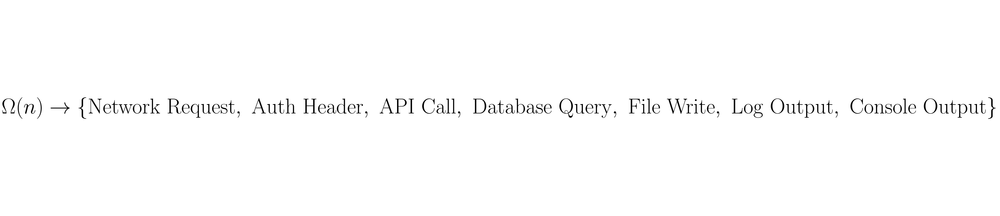 Ω(n) → {Network Request, Auth Header, API Call, Database Query, File Write, Log Output, Console Output}